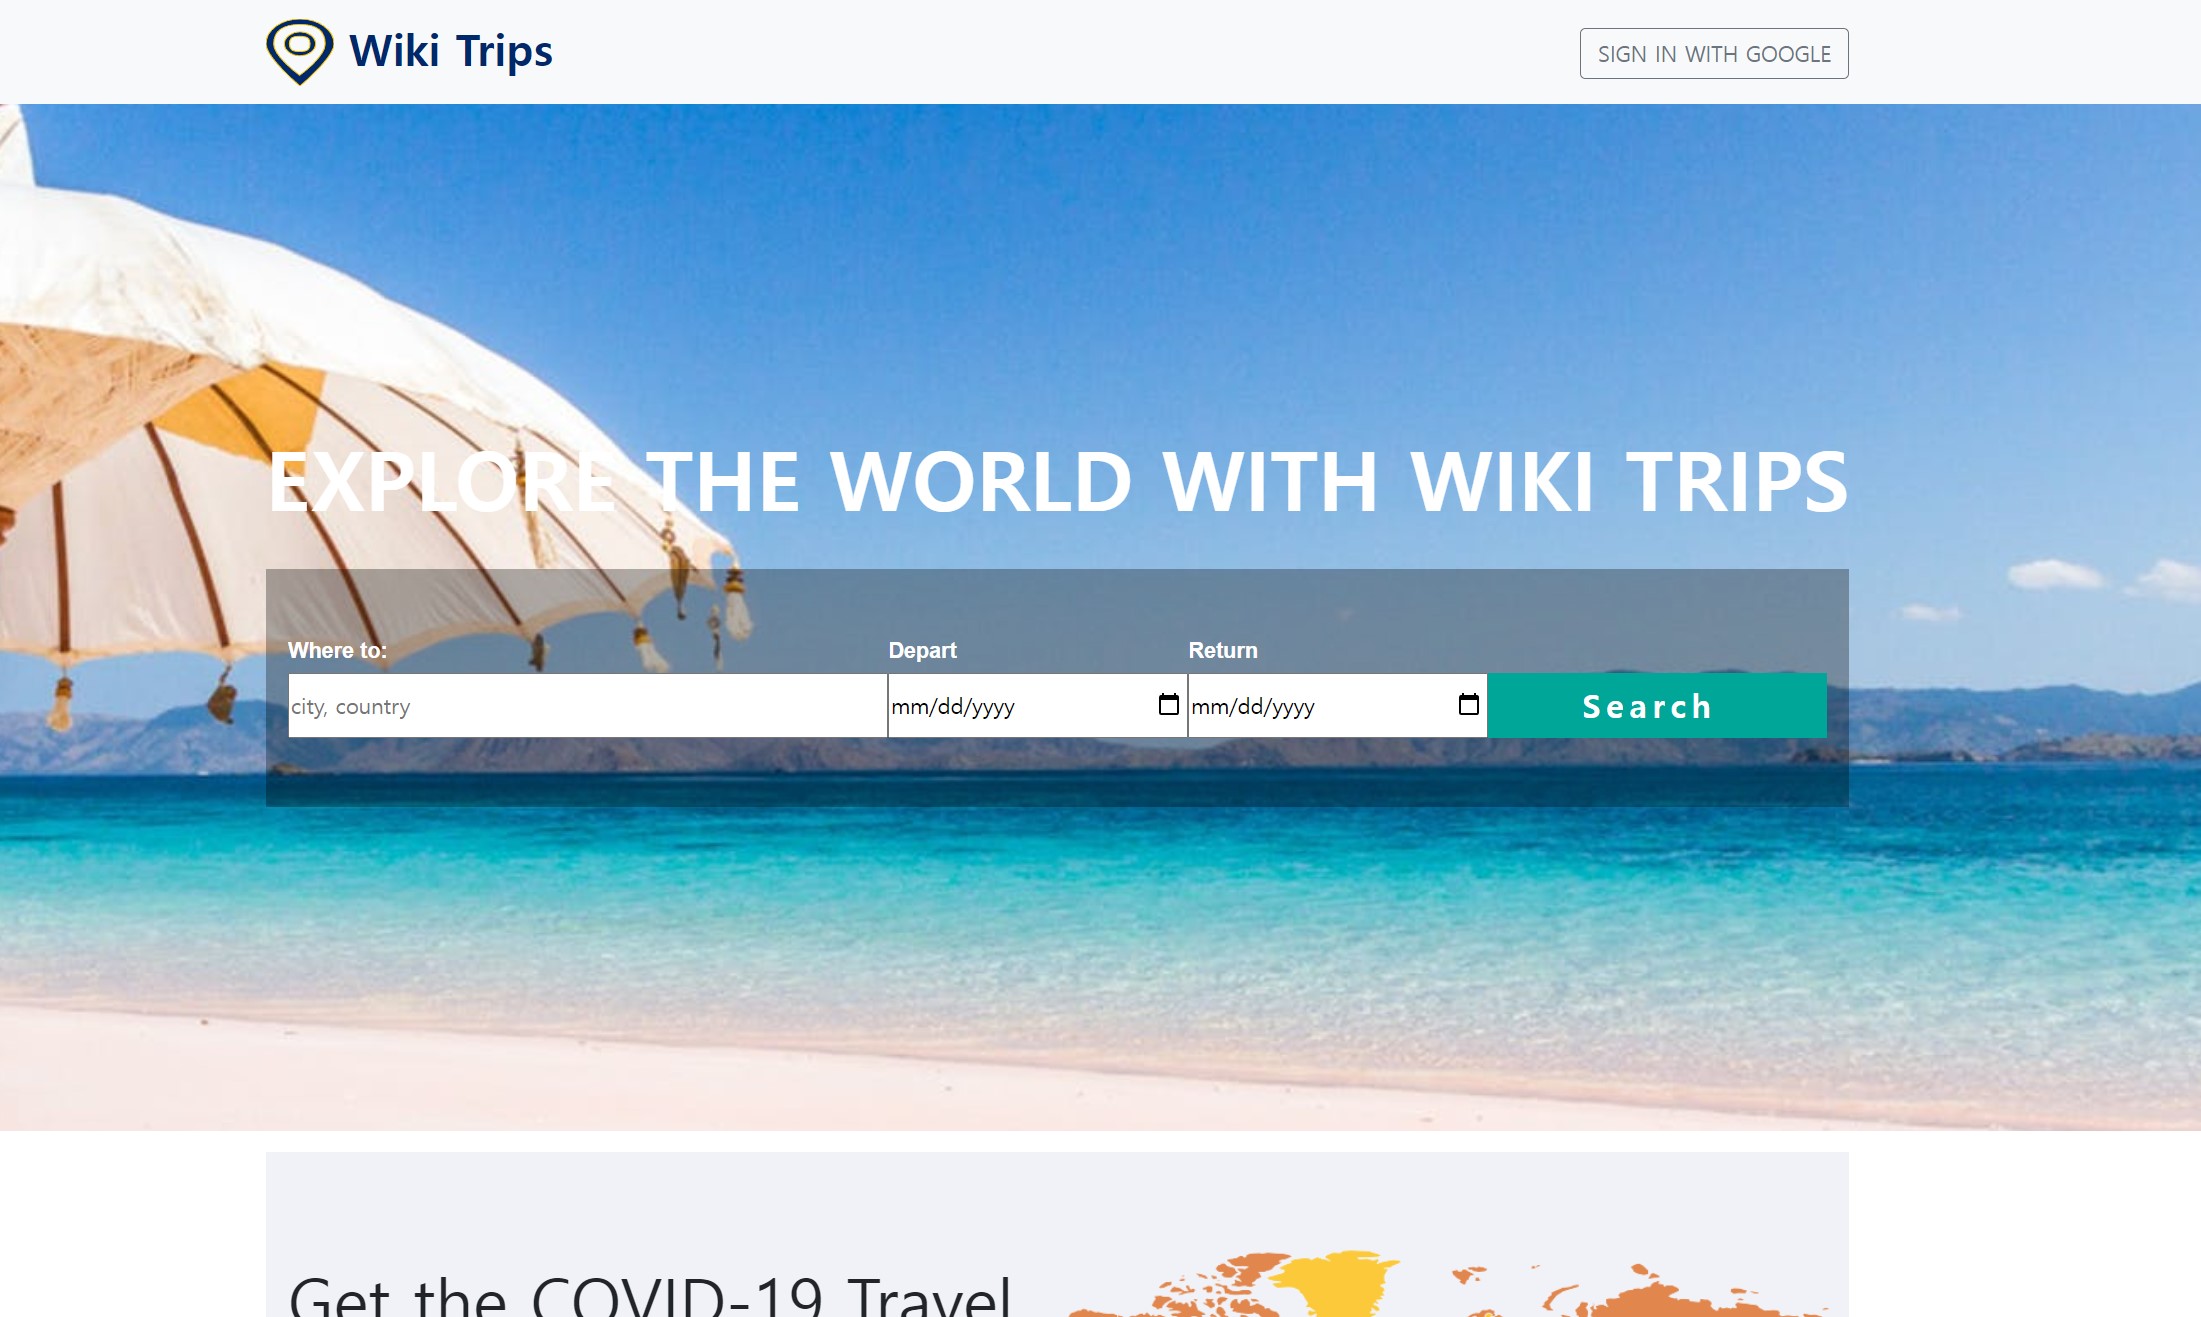 Wiki Trips
SIGN IN WITH GOOGLE
EXPLORE THE WORLD WITH WIKI TRIPS
Where to:
Depart
Return
city, country
mm/dd/yyyy
mm/dd/yyyy
Search
Get the COVID-19 Travel